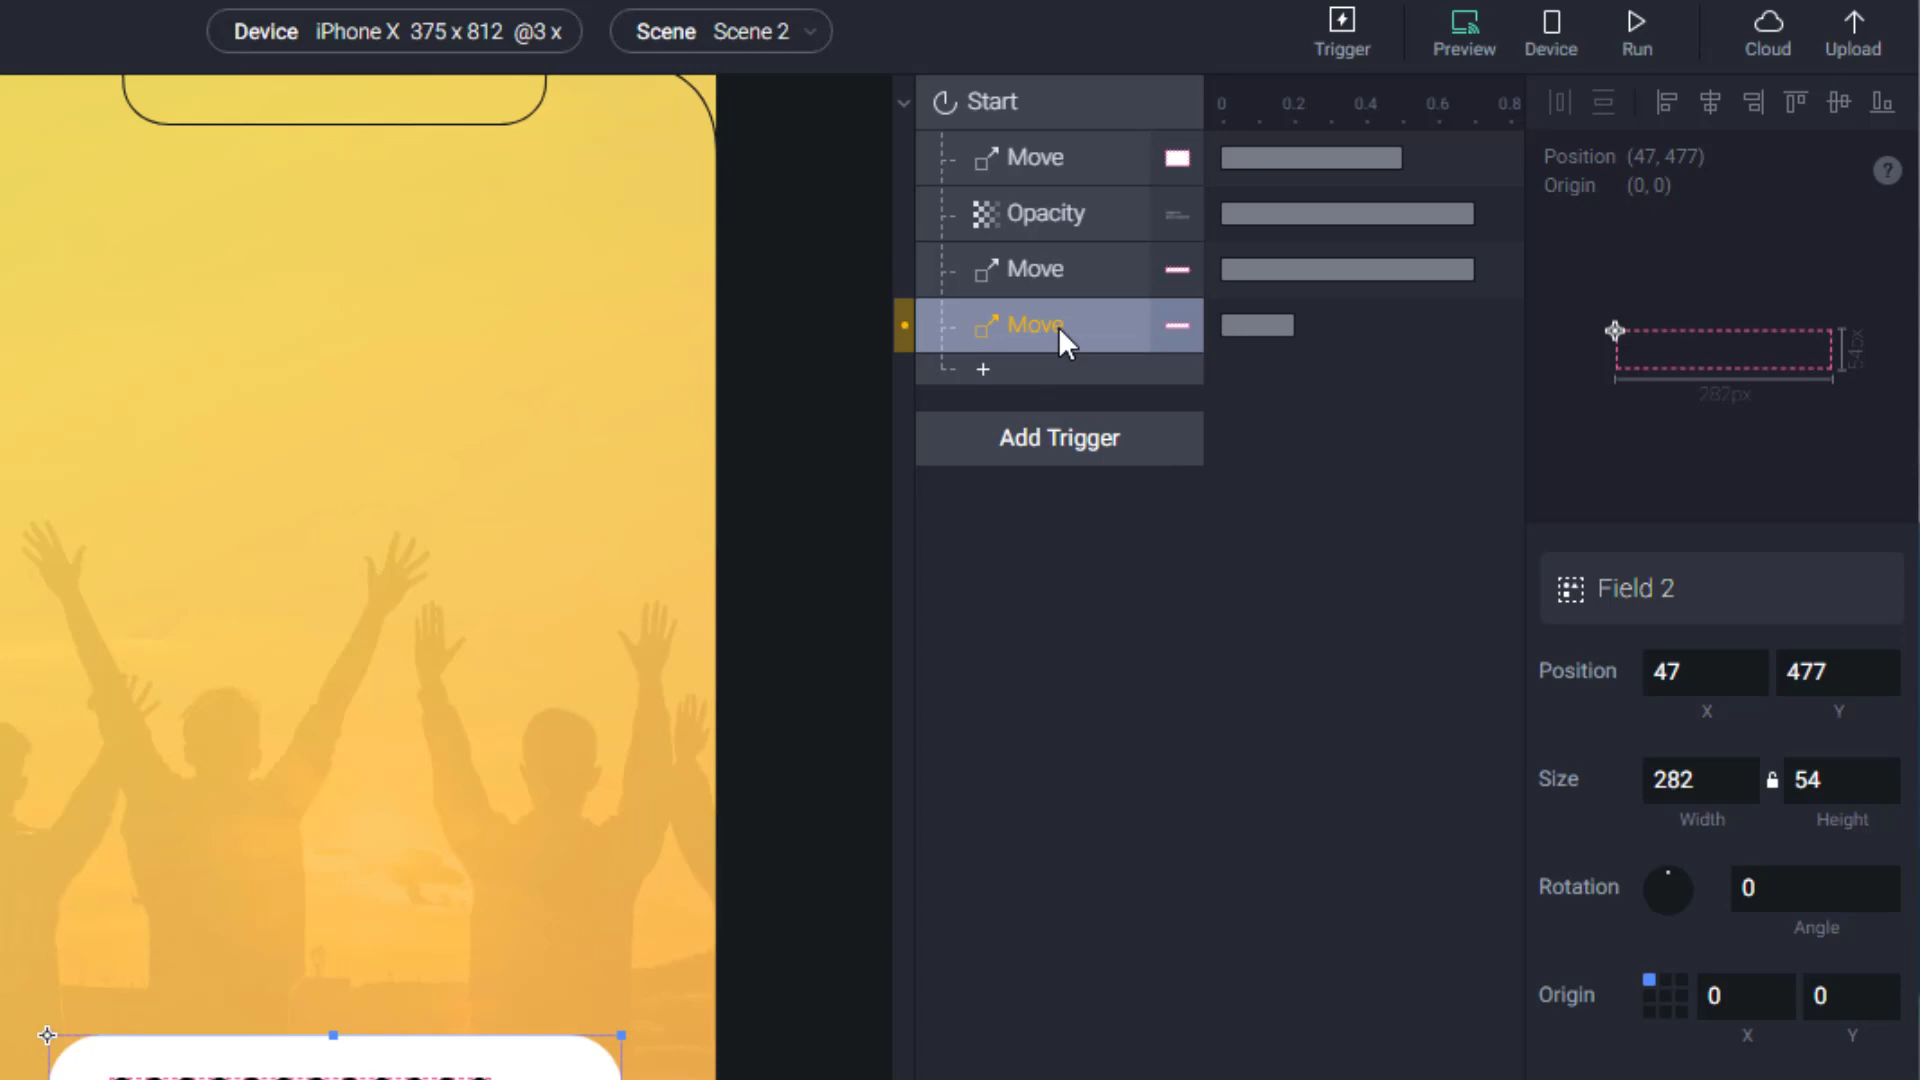 Device iPhone X 375 x 812 @3 x
Scene Scene 2
Trigger
Preview
Device
Run
Cloud
Upload
Start
0 0.2 0.4 0.6 0.8
Move
Opacity
Move
Move
+
Add Trigger
Position (47, 477)
Origin (0, 0)
?
54px
282px
Field 2
Position 47 477
X Y
Size 282 54
Width Height
Rotation 0
Angle
Origin 0 0
X Y